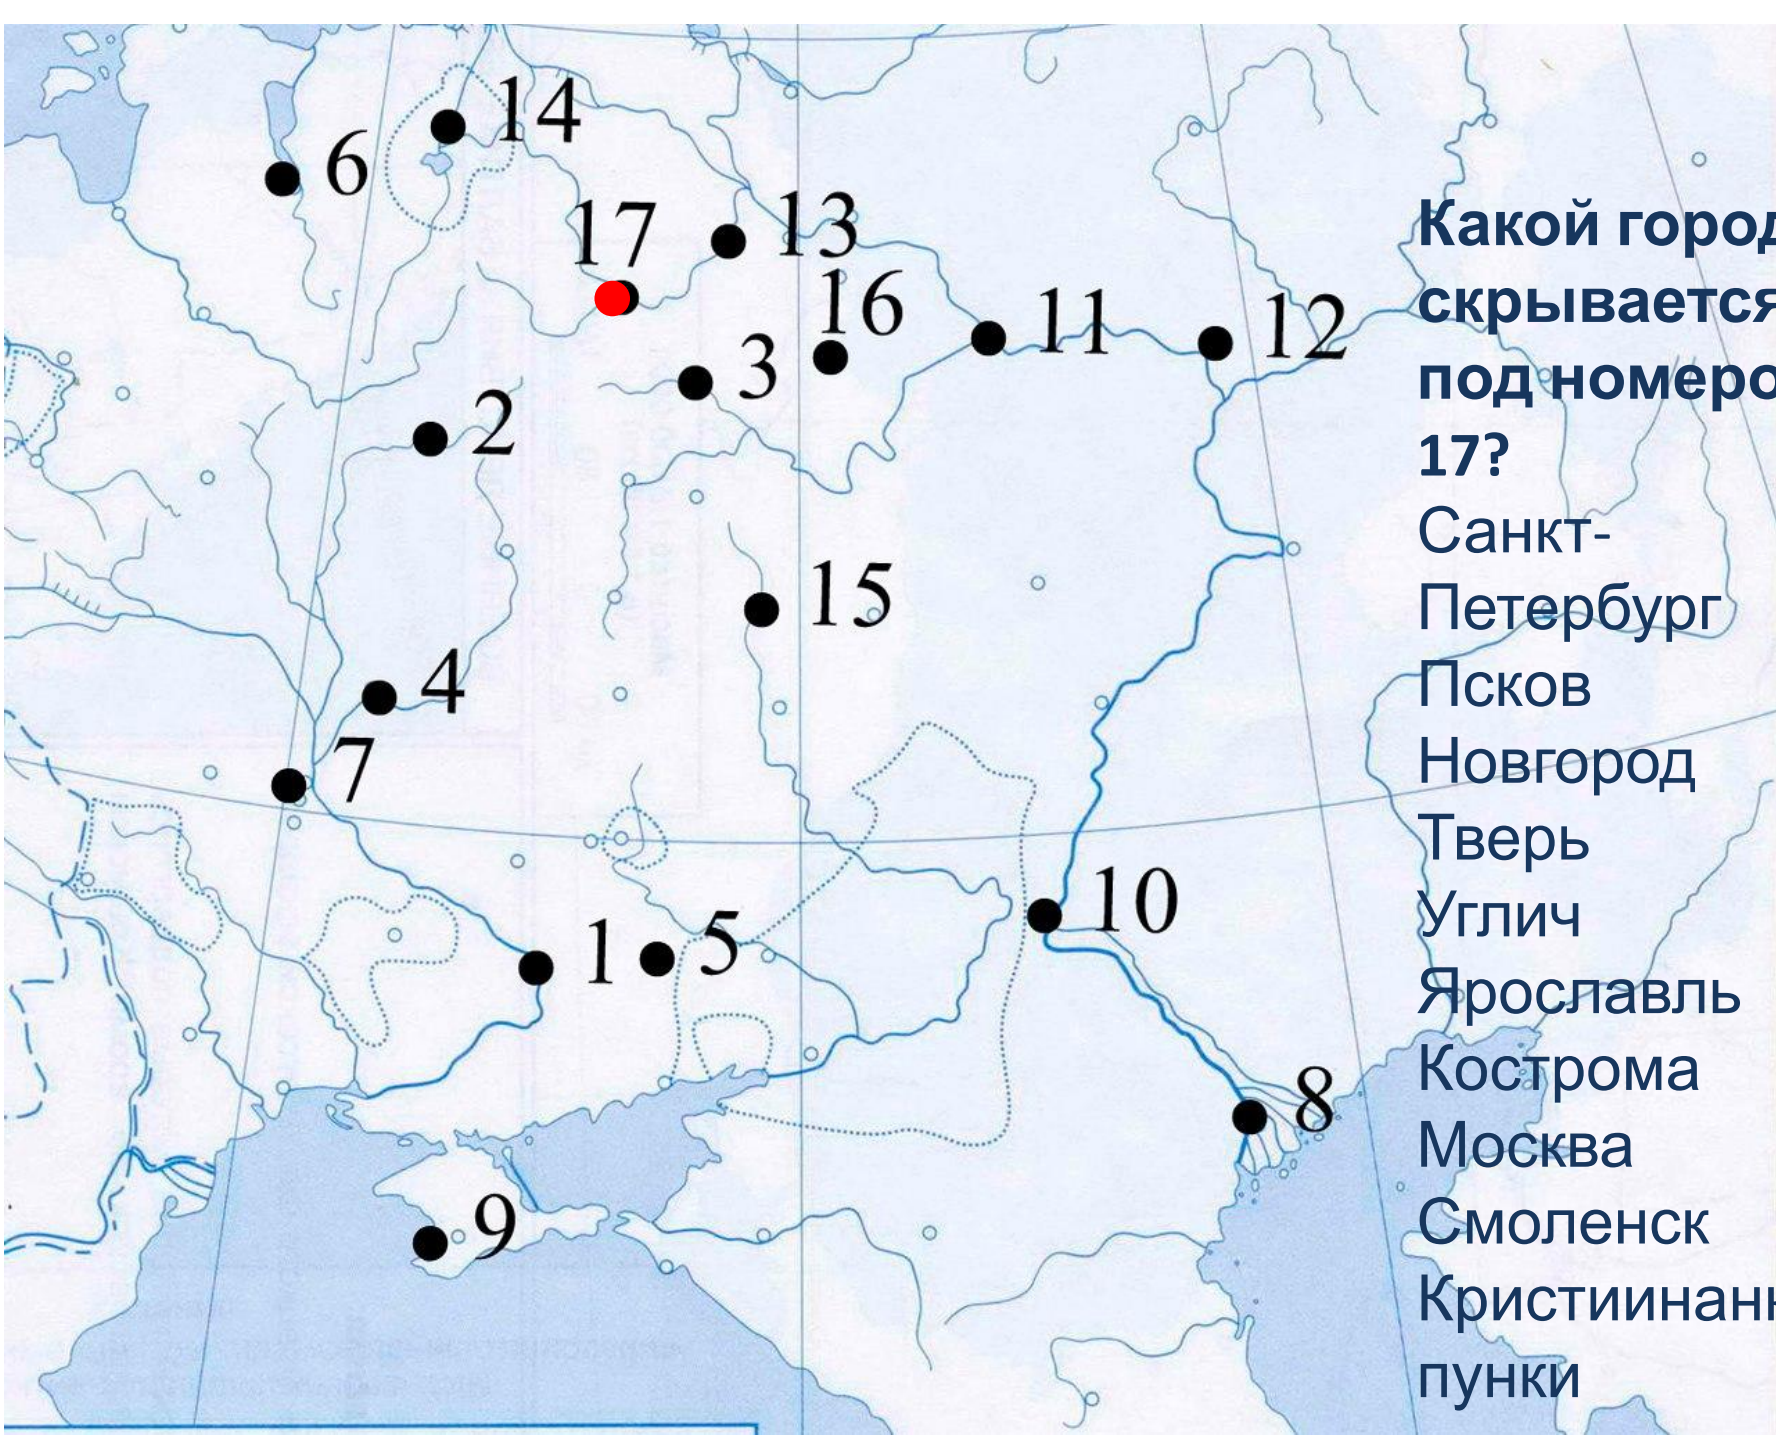 14
6
17
13
16
11
12
3
2
15
4
7
10
1
5
8
9
Какой город
скрывается
под номеро
17?
Санкт-
Петербург
Псков
Новгород
Тверь
Углич
Ярославль
Кострома
Москва
Смоленск
Кристиинанн
пунки